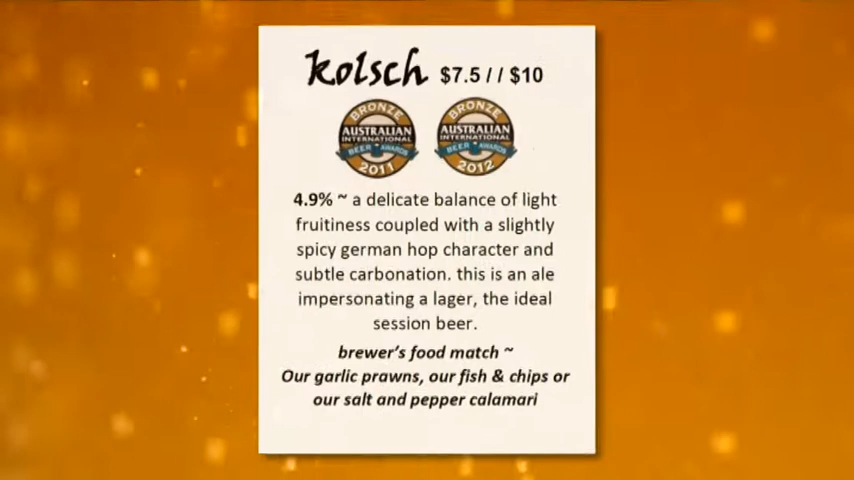 kolsch $7.5 // $10
BRONZE BRONZE
AUSTRALIAN AUSTRALIAN
INTERNATIONAL INTERNATIONAL
BEER AWARDS BEER AWARDS
2011 2012
4.9% ~ a delicate balance of light
fruitiness coupled with a slightly
spicy german hop character and
subtle carbonation. this is an ale
impersonating a lager, the ideal
session beer.
brewer's food match ~
Our garlic prawns, our fish & chips or
our salt and pepper calamari